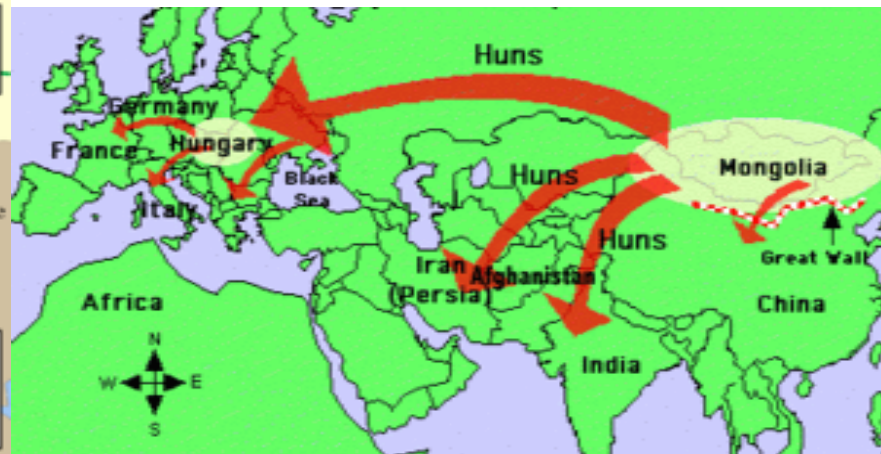 Huns
Germany
France
Hungary
Italy
Black
Sea
Huns
Mongolia
Huns
Great Wall
Iran
(Persia)
Afghanistan
China
Africa
India
N
W E
S